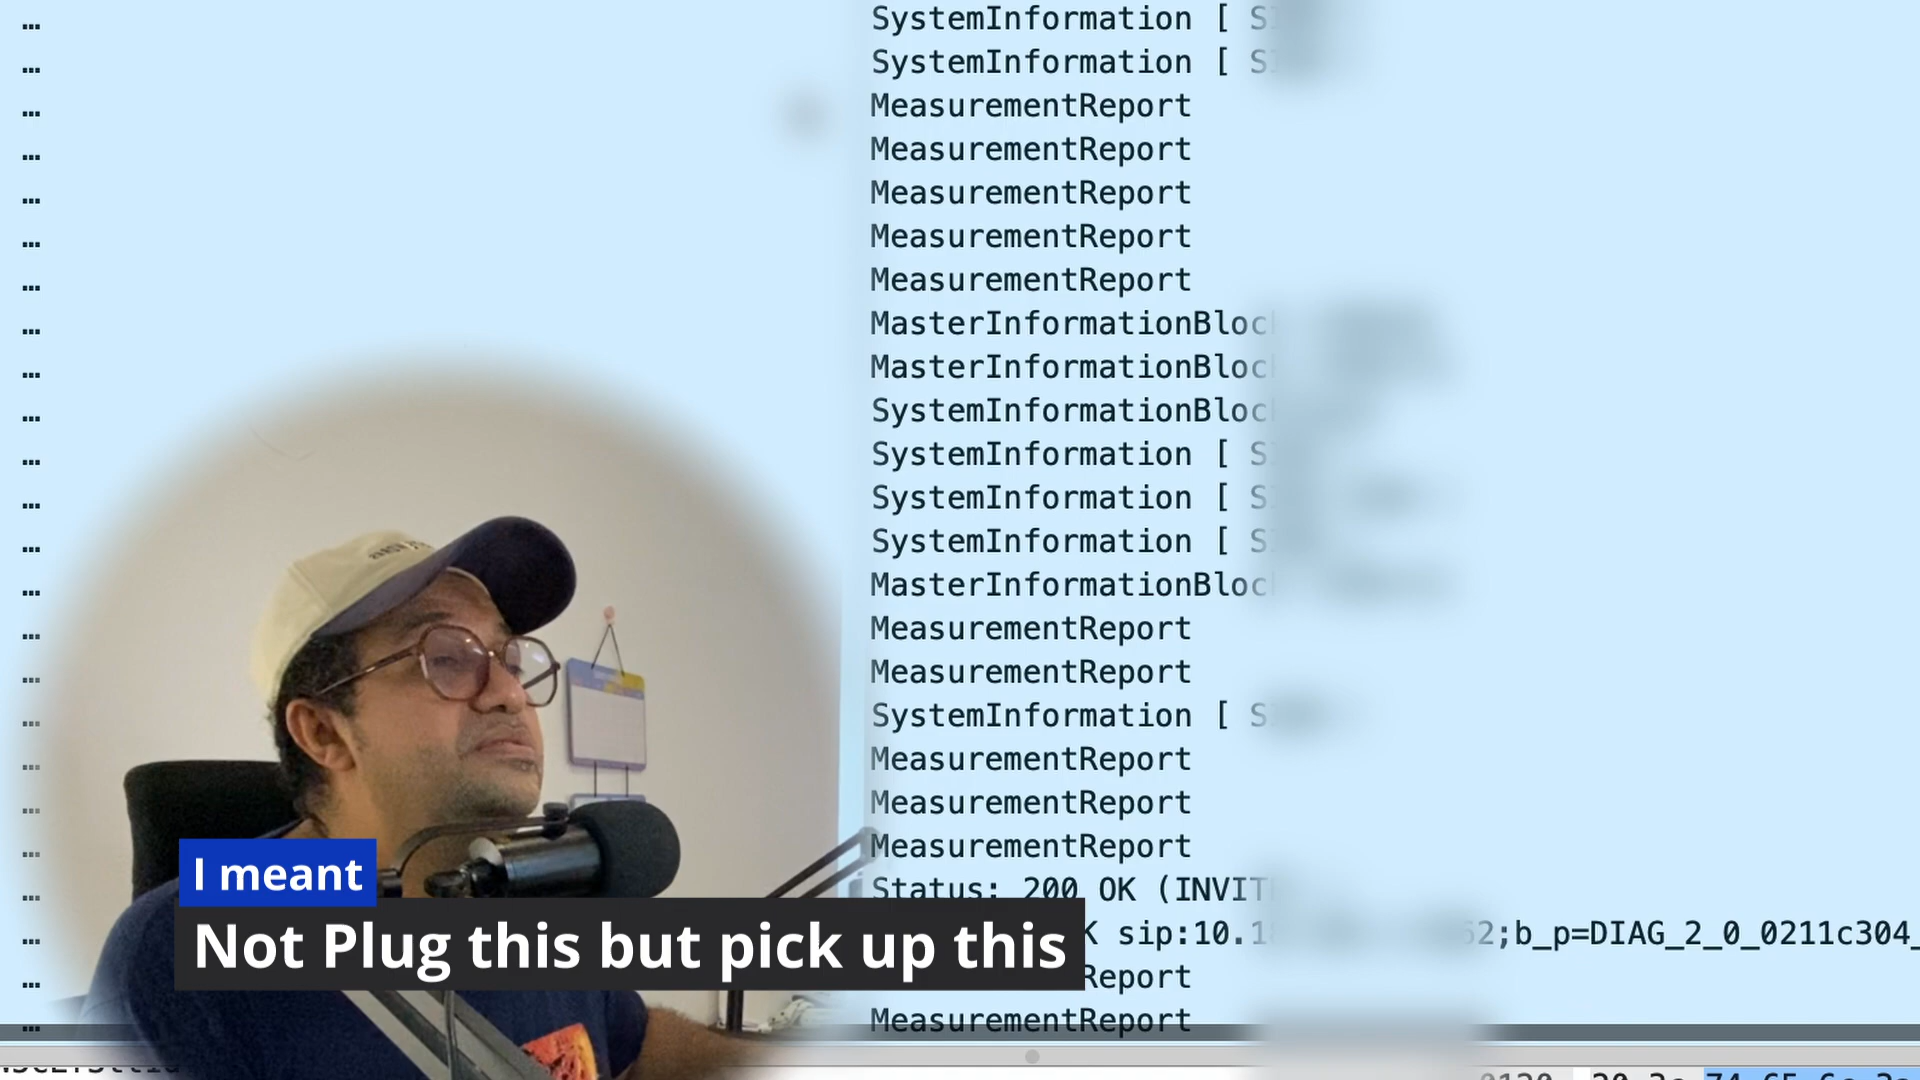 SystemInformation [
SystemInformation [
MeasurementReport
MeasurementReport
MeasurementReport
MeasurementReport
MeasurementReport
MasterInformationBloc
MasterInformationBloc
SystemInformationBloc
SystemInformation [
SystemInformation [
SystemInformation [
MasterInformationBloc
MeasurementReport
MeasurementReport
SystemInformation [
MeasurementReport
MeasurementReport
MeasurementReport
Status: 200 OK (INVIT
K sip:10. 62;b_p=DIAG_2_0_0211c304_
Report
MeasurementReport
I meant
Not Plug this but pick up this